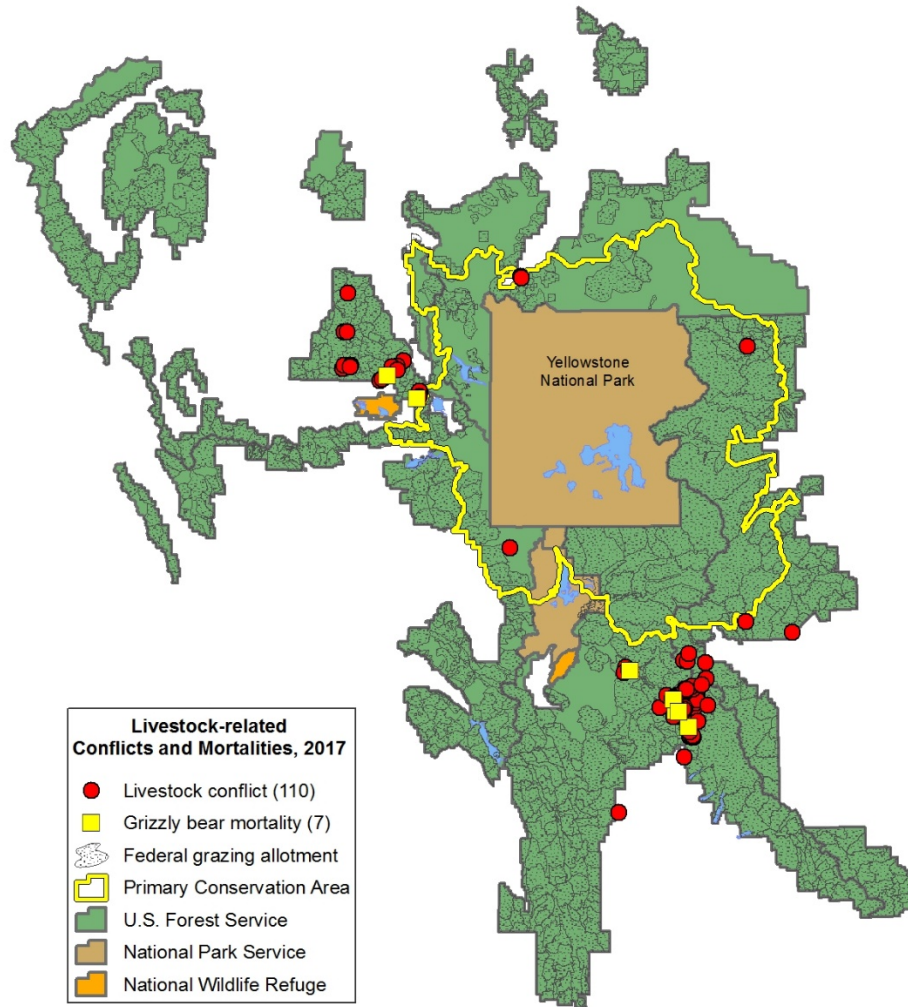 Yellowstone
National Park
Livestock-related
Conflicts and Mortalities, 2017
Livestock conflict (110)
Grizzly bear mortality (7)
Federal grazing allotment
Primary Conservation Area
U.S. Forest Service
National Park Service
National Wildlife Refuge